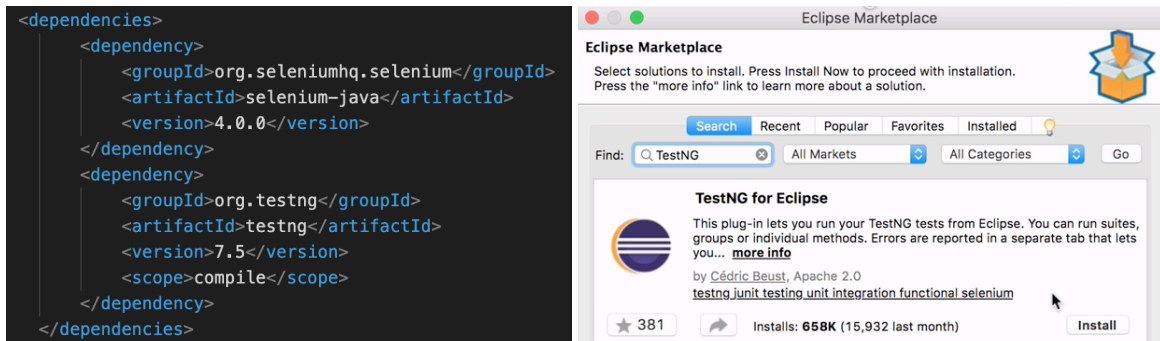 <dependencies>
<dependency>
<groupId>org.seleniumhq.selenium</groupId>
<artifactId>selenium-java</artifactId>
<version>4.0.0</version>
</dependency>
<dependency>
<groupId>org.testng</groupId>
<artifactId>testng</artifactId>
<version>7.5</version>
<scope>compile</scope>
</dependency>
</dependencies>
Eclipse Marketplace
Eclipse Marketplace
Select solutions to install. Press Install Now to proceed with installation.
Press the "more info" link to learn more about a solution.
Search Recent Popular Favorites Installed
Find: TestNG All Markets All Categories Go
TestNG for Eclipse
This plug-in lets you run your TestNG tests from Eclipse. You can run suites,
groups or individual methods. Errors are reported in a separate tab that lets
you... more info
by Cédric Beust, Apache 2.0
testng junit testing unit integration functional selenium
381 Installs: 658K (15,932 last month) Install